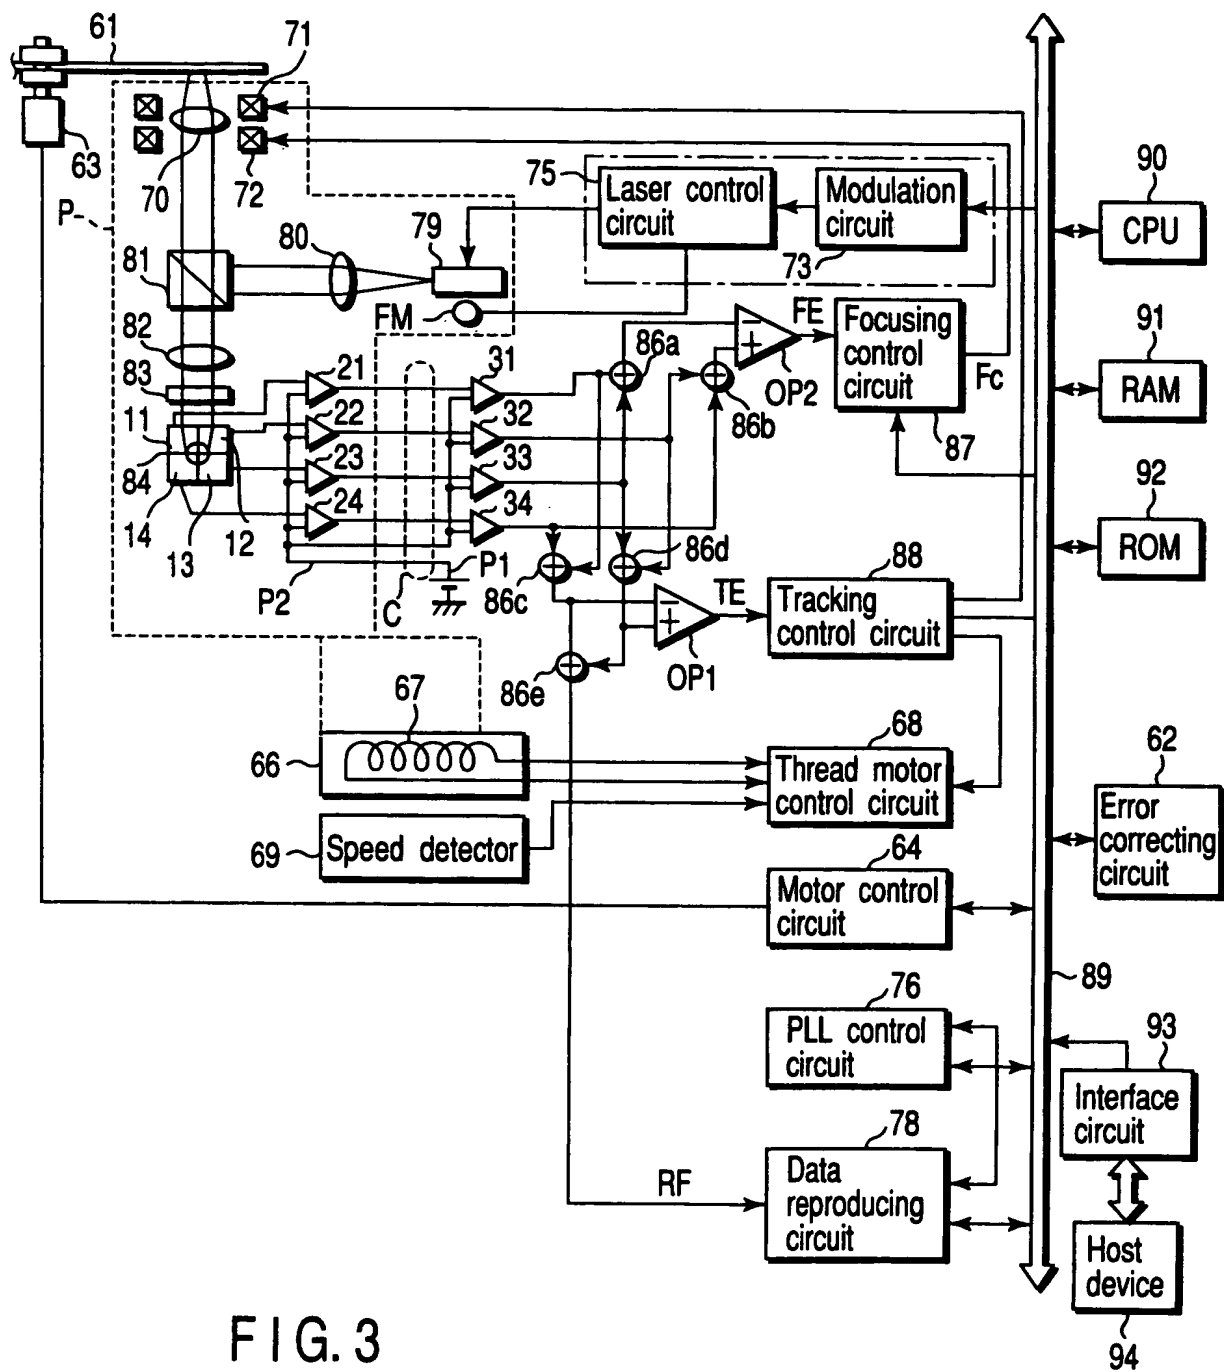 61
71
63
70
72
P
75
Laser control
circuit
Modulation
circuit
73
90
CPU
79
80
81
FM
FE
Focusing
control
circuit
Fc
87
OP2
86a
86b
82
83
21
31
91
RAM
11
22
32
84
23
33
24
34
14
13
12
92
ROM
P2
C
P1
86c
86d
TE
88
Tracking
control circuit
OP1
86e
67
66
68
Thread motor
control circuit
62
Error
correcting
circuit
69
Speed detector
64
Motor control
circuit
89
76
PLL control
circuit
93
Interface
circuit
78
RF
Data
reproducing
circuit
Host
device
94
FIG. 3